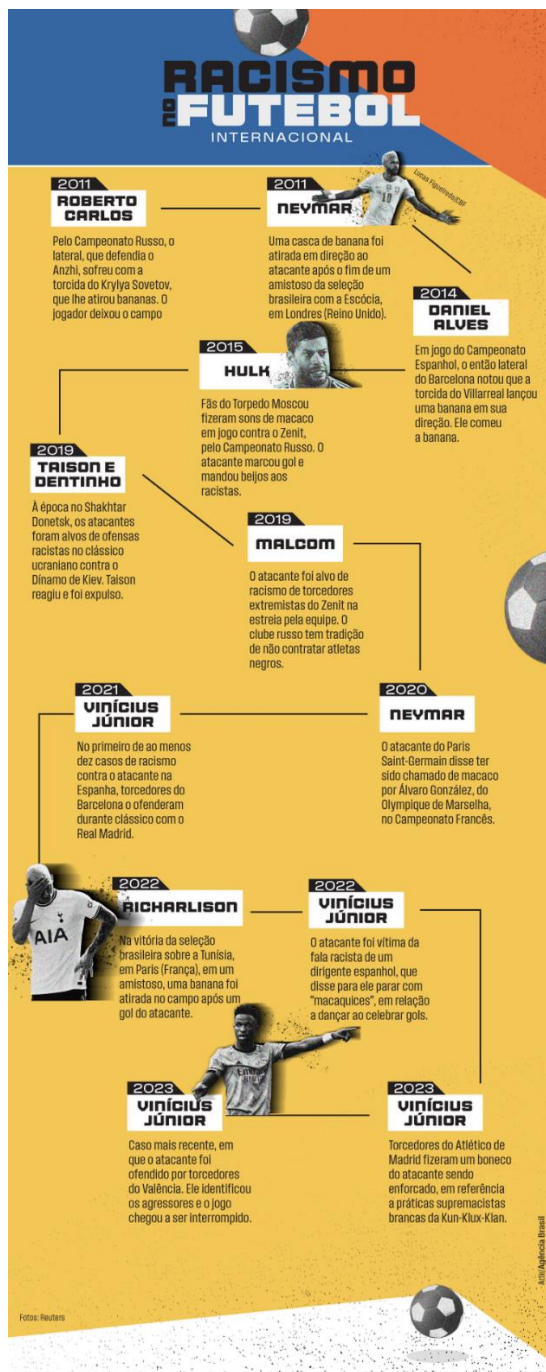 RACISMO
NO FUTEBOL
INTERNACIONAL
2011
ROBERTO
CARLOS
Pelo Campeonato Russo, o
lateral, que defendia o
Anzhi, sofreu com a
torcida do Krylya Sovetov,
que lhe atirou bananas. O
jogador deixou o campo
2011
NEYMAR
Lucas Figueiredo/CBF
Uma casca de banana foi
atirada em direção ao
atacante após o fim de um
amistoso da seleção
brasileira com a Escócia,
em Londres (Reino Unido).
2014
DANIEL
ALVES
Em jogo do Campeonato
Espanhol, o então lateral
do Barcelona notou que a
torcida do Villarreal lançou
uma banana em sua
direção. Ele comeu
a banana.
2015
HULK
Fãs do Torpedo Moscou
fizeram sons de macaco
em jogo contra o Zenit,
pelo Campeonato Russo. O
atacante marcou gol e
mandou beijos aos
racistas.
2019
TAISON E
DENTINHO
À época no Shakhtar
Donetsk, os atacantes
foram alvos de ofensas
racistas no clássico
ucraniano contra o
Dínamo de Kiev. Taison
reagiu e foi expulso.
2019
MALCOM
O atacante foi alvo de
racismo de torcedores
extremistas do Zenit na
estreia pela equipe. O
clube russo tem tradição
de não contratar atletas
negros.
2020
NEYMAR
O atacante do Paris
Saint-Germain disse ter
sido chamado de macaco
por Álvaro González, do
Olympique de Marselha,
no Campeonato Francês.
2021
VINÍCIUS
JÚNIOR
No primeiro de ao menos
dez casos de racismo
contra o atacante na
Espanha, torcedores do
Barcelona o ofenderam
durante clássico com o
Real Madrid.
AIA
2022
RICHARLISON
Na vitória da seleção
brasileira sobre a Tunísia,
em Paris (França), em um
amistoso, uma banana foi
atirada no campo após um
gol do atacante.
2022
VINÍCIUS
JÚNIOR
O atacante foi vítima da
fala racista de um
dirigente espanhol, que
disse para ele parar com
"macaquices", em relação
a dançar ao celebrar gols.
2023
VINÍCIUS
JÚNIOR
Caso mais recente, em
que o atacante foi
ofendido por torcedores
do Valência. Ele identificou
os agressores e o jogo
chegou a ser interrompido.
2023
VINÍCIUS
JÚNIOR
Torcedores do Atlético de
Madrid fizeram um boneco
do atacante sendo
enforcado, em referência
a práticas supremacistas
brancas da Kun-Klux-Klan.
Arte/Agência Brasil
Fotos: Reuters